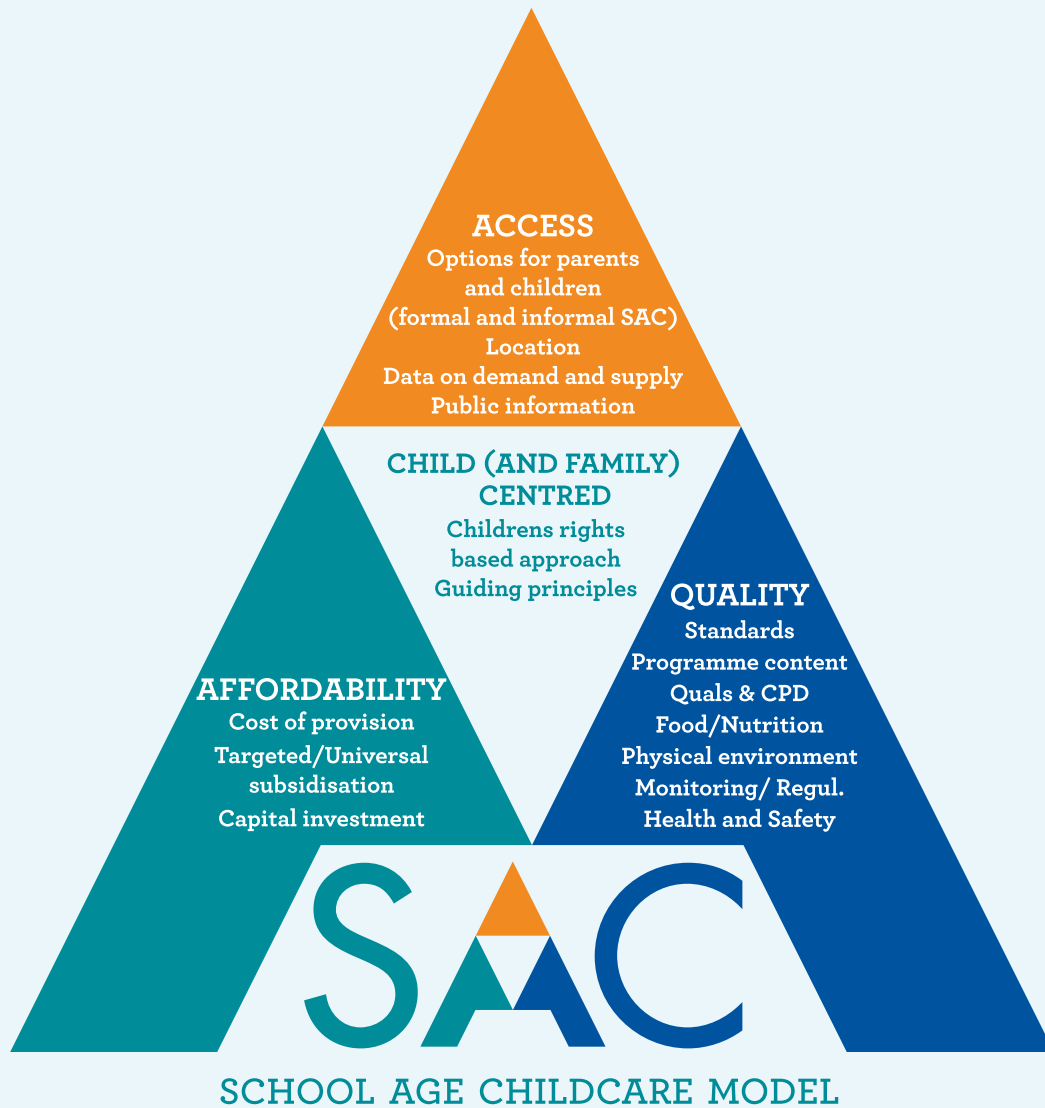 ACCESS
Options for parents
and children
(formal and informal SAC)
Location
Data on demand and supply
Public information
CHILD (AND FAMILY)
CENTRED
Childrens rights
based approach
Guiding principles
AFFORDABILITY
Cost of provision
Targeted/Universal
subsidisation
Capital investment
QUALITY
Standards
Programme content
Quals & CPD
Food/Nutrition
Physical environment
Monitoring/ Regul.
Health and Safety
SAC
SCHOOL AGE CHILDCARE MODEL